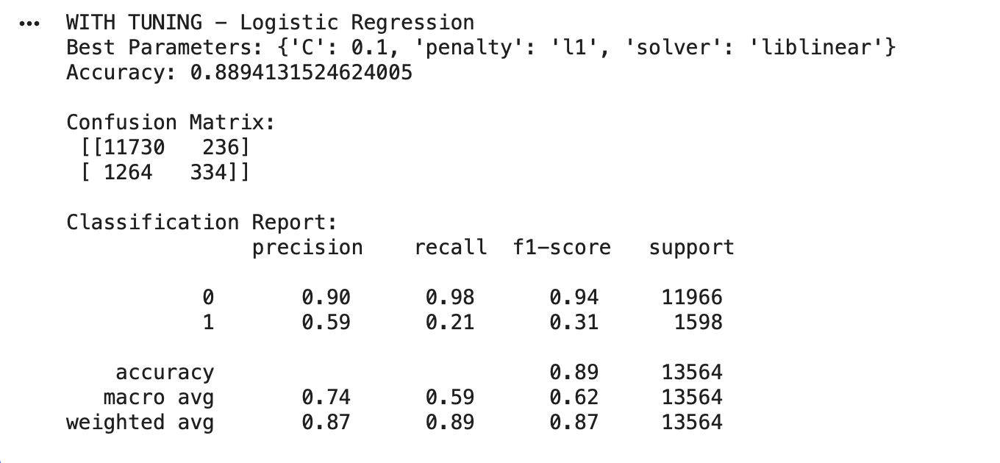 ... WITH TUNING – Logistic Regression
Best Parameters: {'C': 0.1, 'penalty': 'l1', 'solver': 'liblinear'}
Accuracy: 0.8894131524624005
Confusion Matrix:
[[11730 236]
[ 1264 334]]
Classification Report:
precision recall f1-score support
0 0.90 0.98 0.94 11966
1 0.59 0.21 0.31 1598
accuracy 0.89 13564
macro avg 0.74 0.59 0.62 13564
weighted avg 0.87 0.89 0.87 13564